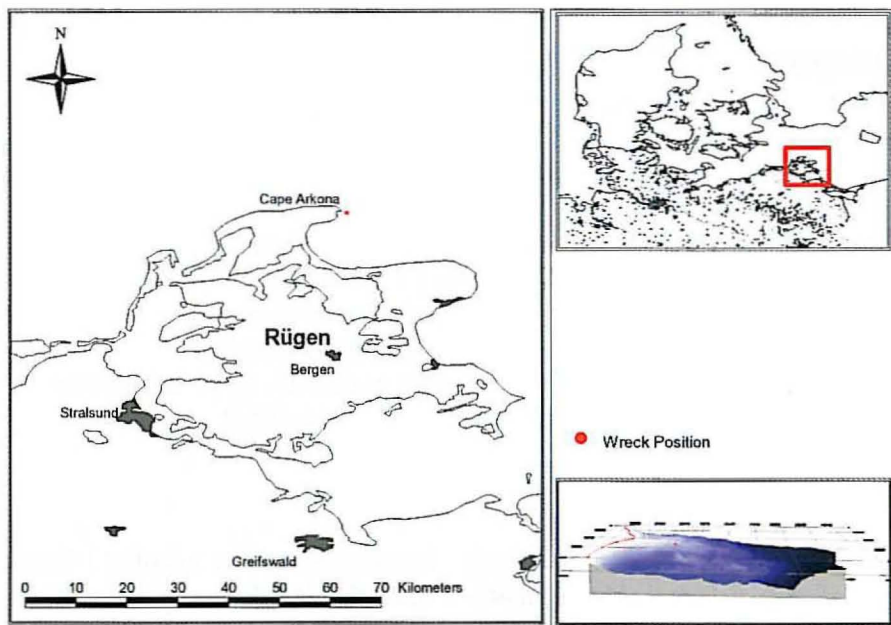 N
Cape Arkona
Rügen
Bergen
Stralsund
Greifswald
0 10 20 30 40 50 60 70 Kilometers
Wreck Position